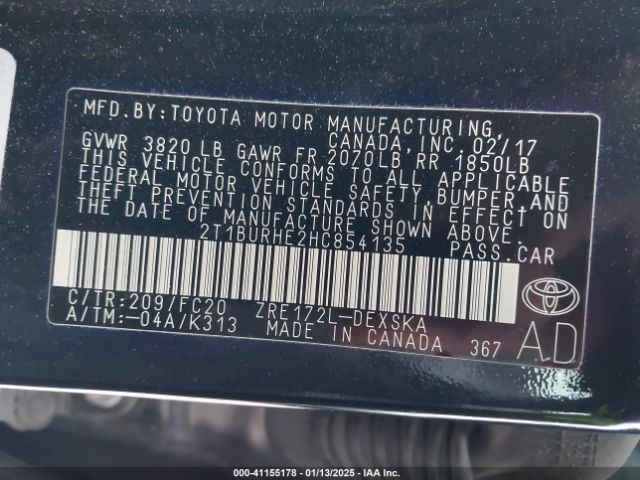 MFD. BY: TOYOTA MOTOR MANUFACTURING,
CANADA, INC. 02/17
GVWR 3820 LB GAWR FR 2070LB RR 1850LB
THIS VEHICLE CONFORMS TO ALL APPLICABLE
FEDERAL MOTOR VEHICLE SAFETY, BUMPER, AND
THEFT PREVENTION STANDARDS IN EFFECT ON
THE DATE OF MANUFACTURE SHOWN ABOVE.
2T1BURHE2HC854135 PASS. CAR
C/TR: 209/FC20 ZRE172L-DEXSKA
A/TM: -04A/K313 MADE IN CANADA 367
AD
000-41155178 - 01/13/2025 - IAA Inc.